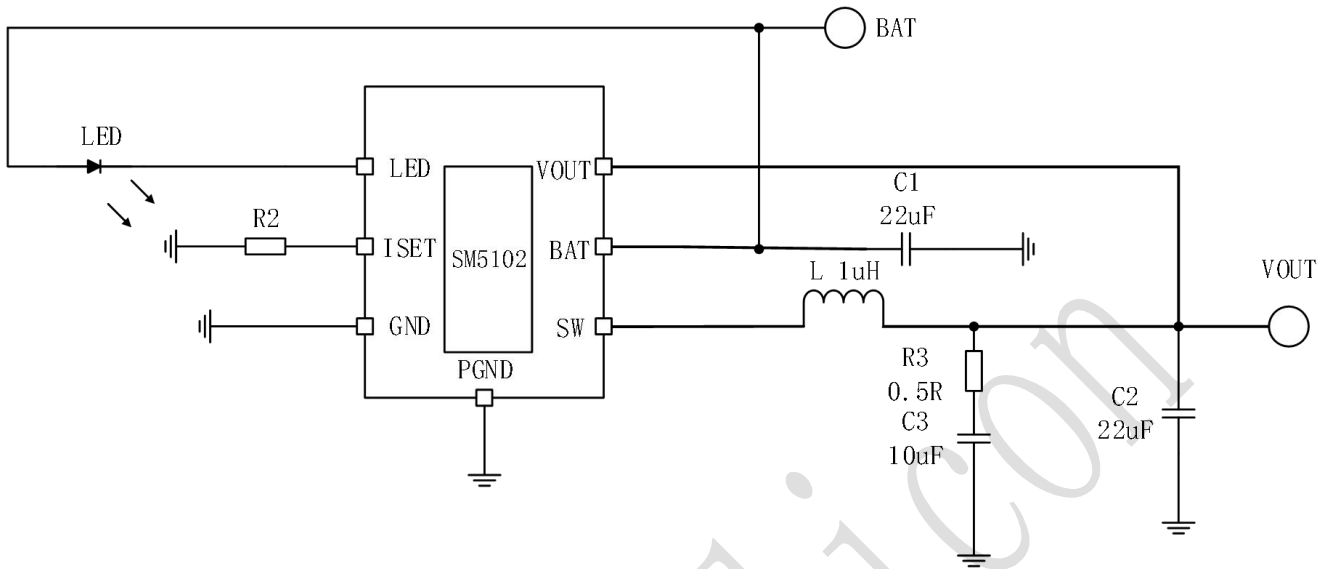 BAT
LED
LED
VOUT
C1
22uF
R2
ISET
SM5102
BAT
L 1uH
VOUT
GND
SW
PGND
R3
0.5R
C3
10uF
C2
22uF
icon